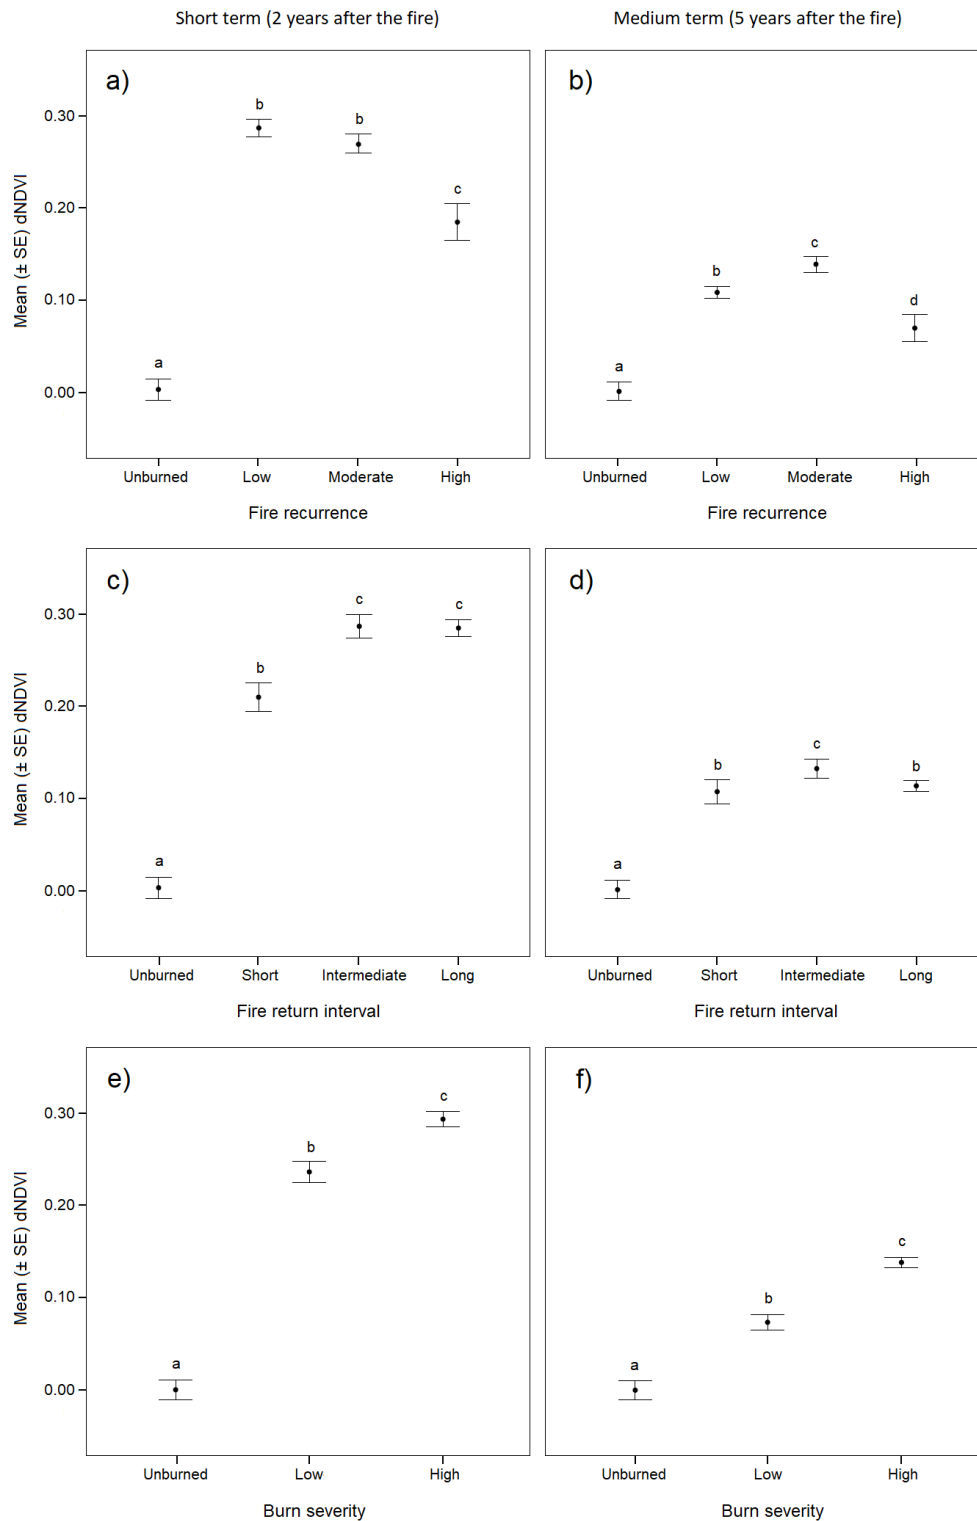 Short term (2 years after the fire)
Medium term (5 years after the fire)
a)
b)
Mean (± SE) dNDVI
0.30
0.20
0.10
0.00
a
b
b
c
a
b
c
d
Unburned Low Moderate High
Unburned Low Moderate High
Fire recurrence
Fire recurrence
c)
d)
Mean (± SE) dNDVI
0.30
0.20
0.10
0.00
a
b
c
c
a
b
c
b
Unburned Short Intermediate Long
Unburned Short Intermediate Long
Fire return interval
Fire return interval
e)
f)
Mean (± SE) dNDVI
0.30
0.20
0.10
0.00
a
b
c
a
b
c
Unburned Low High
Unburned Low High
Burn severity
Burn severity